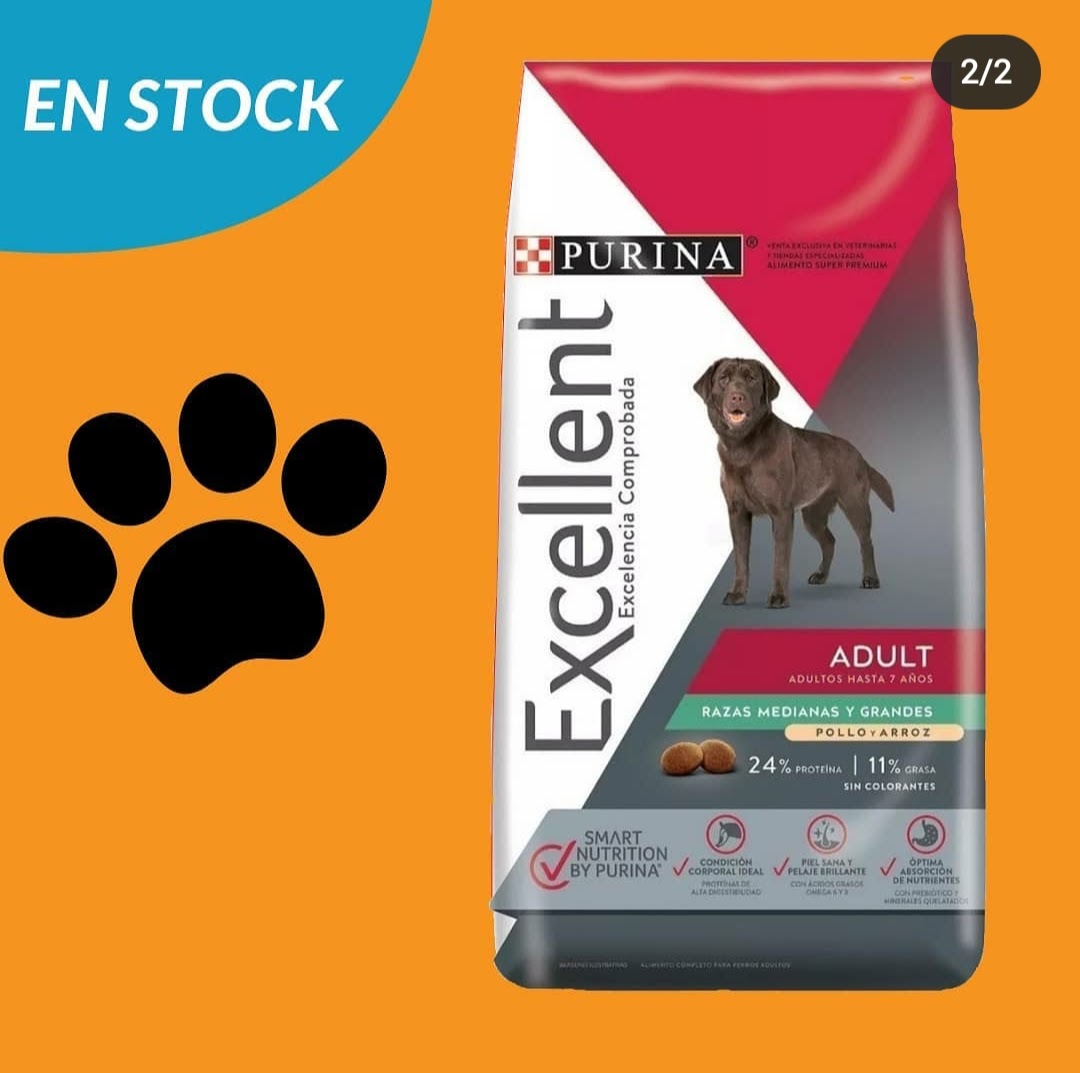 EN STOCK
2/2
PURINA®
VENTA EXCLUSIVA EN VETERINARIAS
Y TIENDAS ESPECIALIZADAS
ALIMENTO SUPER PREMIUM
Excellent
Excelencia Comprobada
ADULT
ADULTOS HASTA 7 AÑOS
RAZAS MEDIANAS Y GRANDES
POLLO Y ARROZ
24% PROTEÍNA | 11% GRASA
SIN COLORANTES
SMART
NUTRITION
BY PURINA
CONDICIÓN
CORPORAL IDEAL
PROTEÍNAS DE
ALTA DIGESTIBILIDAD
PIEL SANA Y
PELAJE BRILLANTE
CON ÁCIDOS GRASOS
OMEGA 6 Y 3
ÓPTIMA
ABSORCIÓN
DE NUTRIENTES
CON PREBIÓTICO Y
MINERALES QUELATADOS
ALIMENTO COMPLETO PARA PERROS ADULTOS